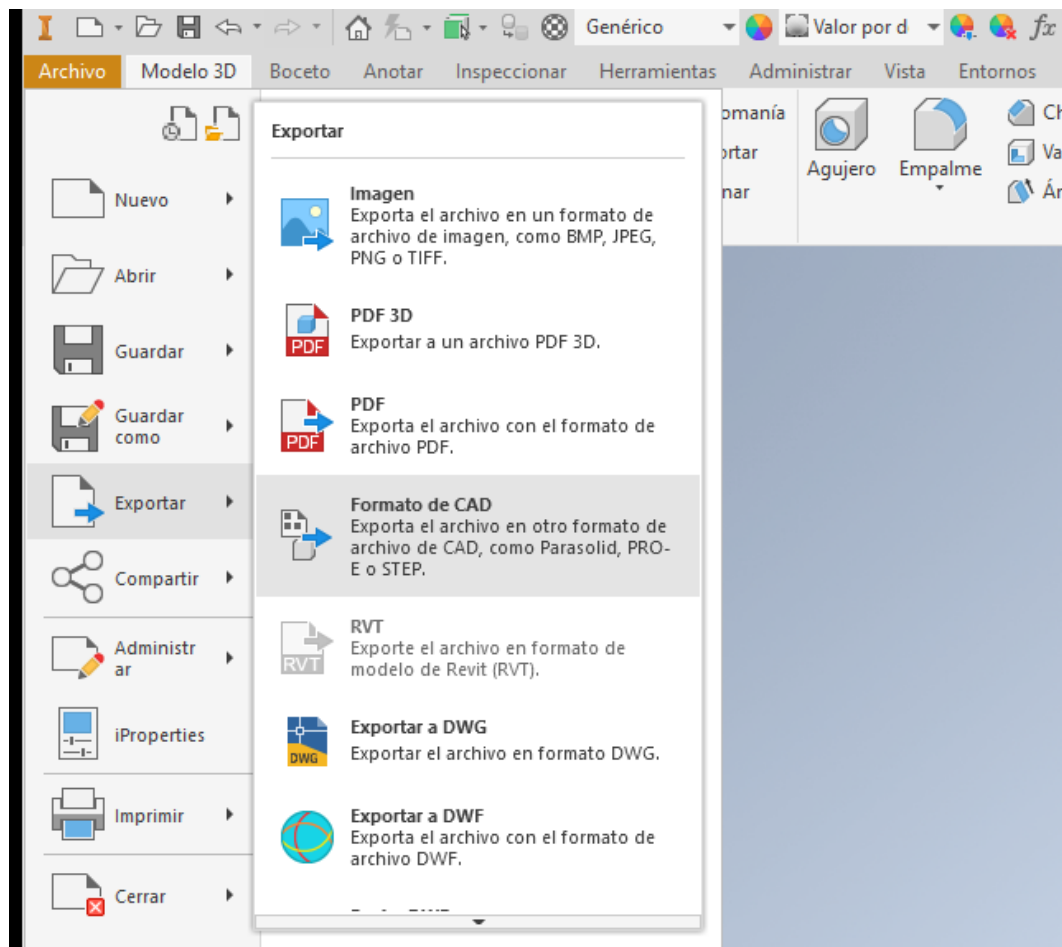 Genérico
Valor por d
fx
Archivo
Modelo 3D
Boceto
Anotar
Inspeccionar
Herramientas
Administrar
Vista
Entornos
Nuevo
Abrir
Guardar
Guardar
como
Exportar
Compartir
Administr
ar
iProperties
Imprimir
Cerrar
Exportar
Imagen
Exporta el archivo en un formato de
archivo de imagen, como BMP, JPEG,
PNG o TIFF.
PDF
PDF 3D
Exportar a un archivo PDF 3D.
PDF
PDF
Exporta el archivo con el formato de
archivo PDF.
Formato de CAD
Exporta el archivo en otro formato de
archivo de CAD, como Parasolid, PRO-
E o STEP.
RVT
RVT
Exporte el archivo en formato de
modelo de Revit (RVT).
DWG
Exportar a DWG
Exportar el archivo en formato DWG.
Exportar a DWF
Exporta el archivo con el formato de
archivo DWF.
omanía
ortar
nar
Agujero
Empalme
Ch
Va
Án